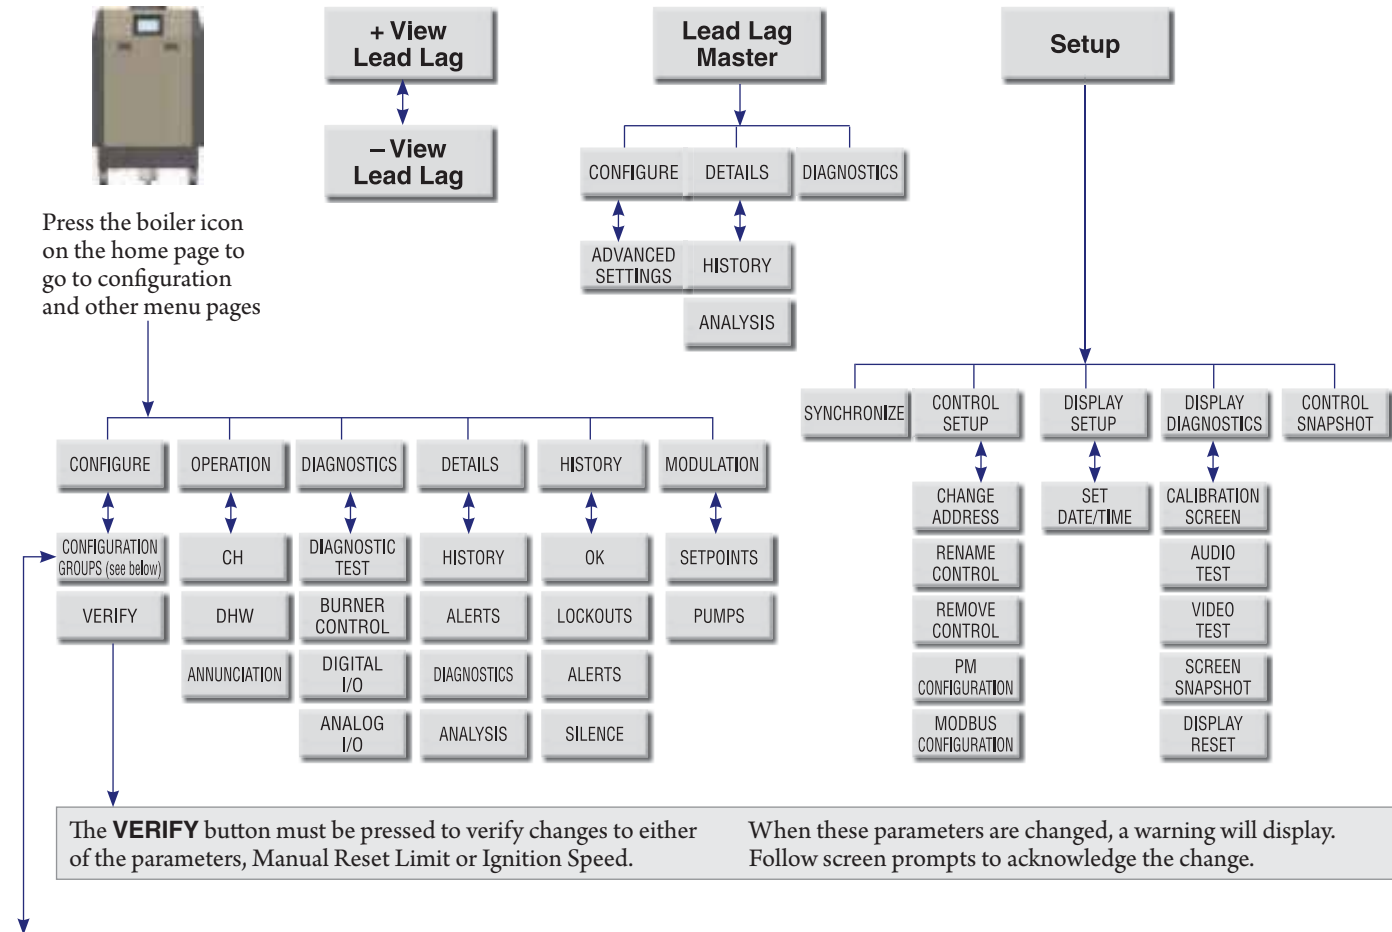 + View
Lead Lag
– View
Lead Lag
Lead Lag
Master
CONFIGURE
DETAILS
DIAGNOSTICS
ADVANCED
SETTINGS
HISTORY
ANALYSIS
Setup
Press the boiler icon
on the home page to
go to configuration
and other menu pages
SYNCHRONIZE
CONTROL
SETUP
DISPLAY
SETUP
DISPLAY
DIAGNOSTICS
CONTROL
SNAPSHOT
CHANGE
ADDRESS
RENAME
CONTROL
REMOVE
CONTROL
PM
CONFIGURATION
MODBUS
CONFIGURATION
SET
DATE/TIME
CALIBRATION
SCREEN
AUDIO
TEST
VIDEO
TEST
SCREEN
SNAPSHOT
DISPLAY
RESET
CONFIGURE
OPERATION
DIAGNOSTICS
DETAILS
HISTORY
MODULATION
CONFIGURATION
GROUPS (see below)
VERIFY
CH
DHW
ANNUNCIATION
DIAGNOSTIC
TEST
BURNER
CONTROL
DIGITAL
I/O
ANALOG
I/O
HISTORY
ALERTS
DIAGNOSTICS
ANALYSIS
OK
LOCKOUTS
ALERTS
SILENCE
SETPOINTS
PUMPS
The VERIFY button must be pressed to verify changes to either
of the parameters, Manual Reset Limit or Ignition Speed.
When these parameters are changed, a warning will display.
Follow screen prompts to acknowledge the change.